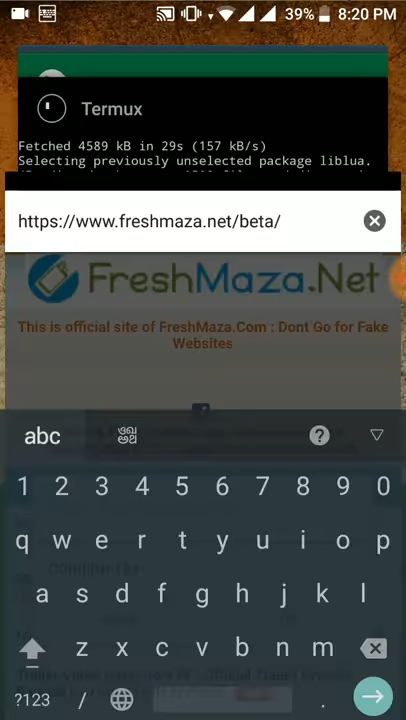 39% 8:20 PM
Termux
Fetched 4589 kB in 29s (157 kB/s)
Selecting previously unselected package liblua.
https://www.freshmaza.net/beta/
FreshMaza.Net
This is official site of FreshMaza.Com : Dont Go for Fake
Websites
abc
1 2 3 4 5 6 7 8 9 0
q w e r t y u i o p
a s d f g h j k l
z x c v b n m
?123 / .